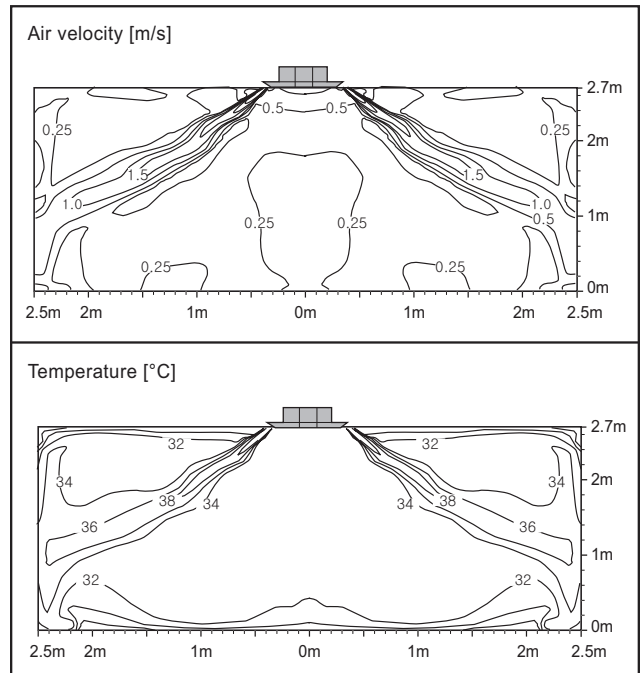 Air velocity [m/s]
2.7m
0.5 0.5
0.25 0.25
2m
1.5 1.5
1.0 1.0
0.5
1m
0.25 0.25
0.25 0.25
0m
2.5m 2m 1m 0m 1m 2m 2.5m
Temperature [°C]
2.7m
32 32
34 34
2m
38 38
34 34
36 36
1m
32 32
0m
2.5m 2m 1m 0m 1m 2m 2.5m